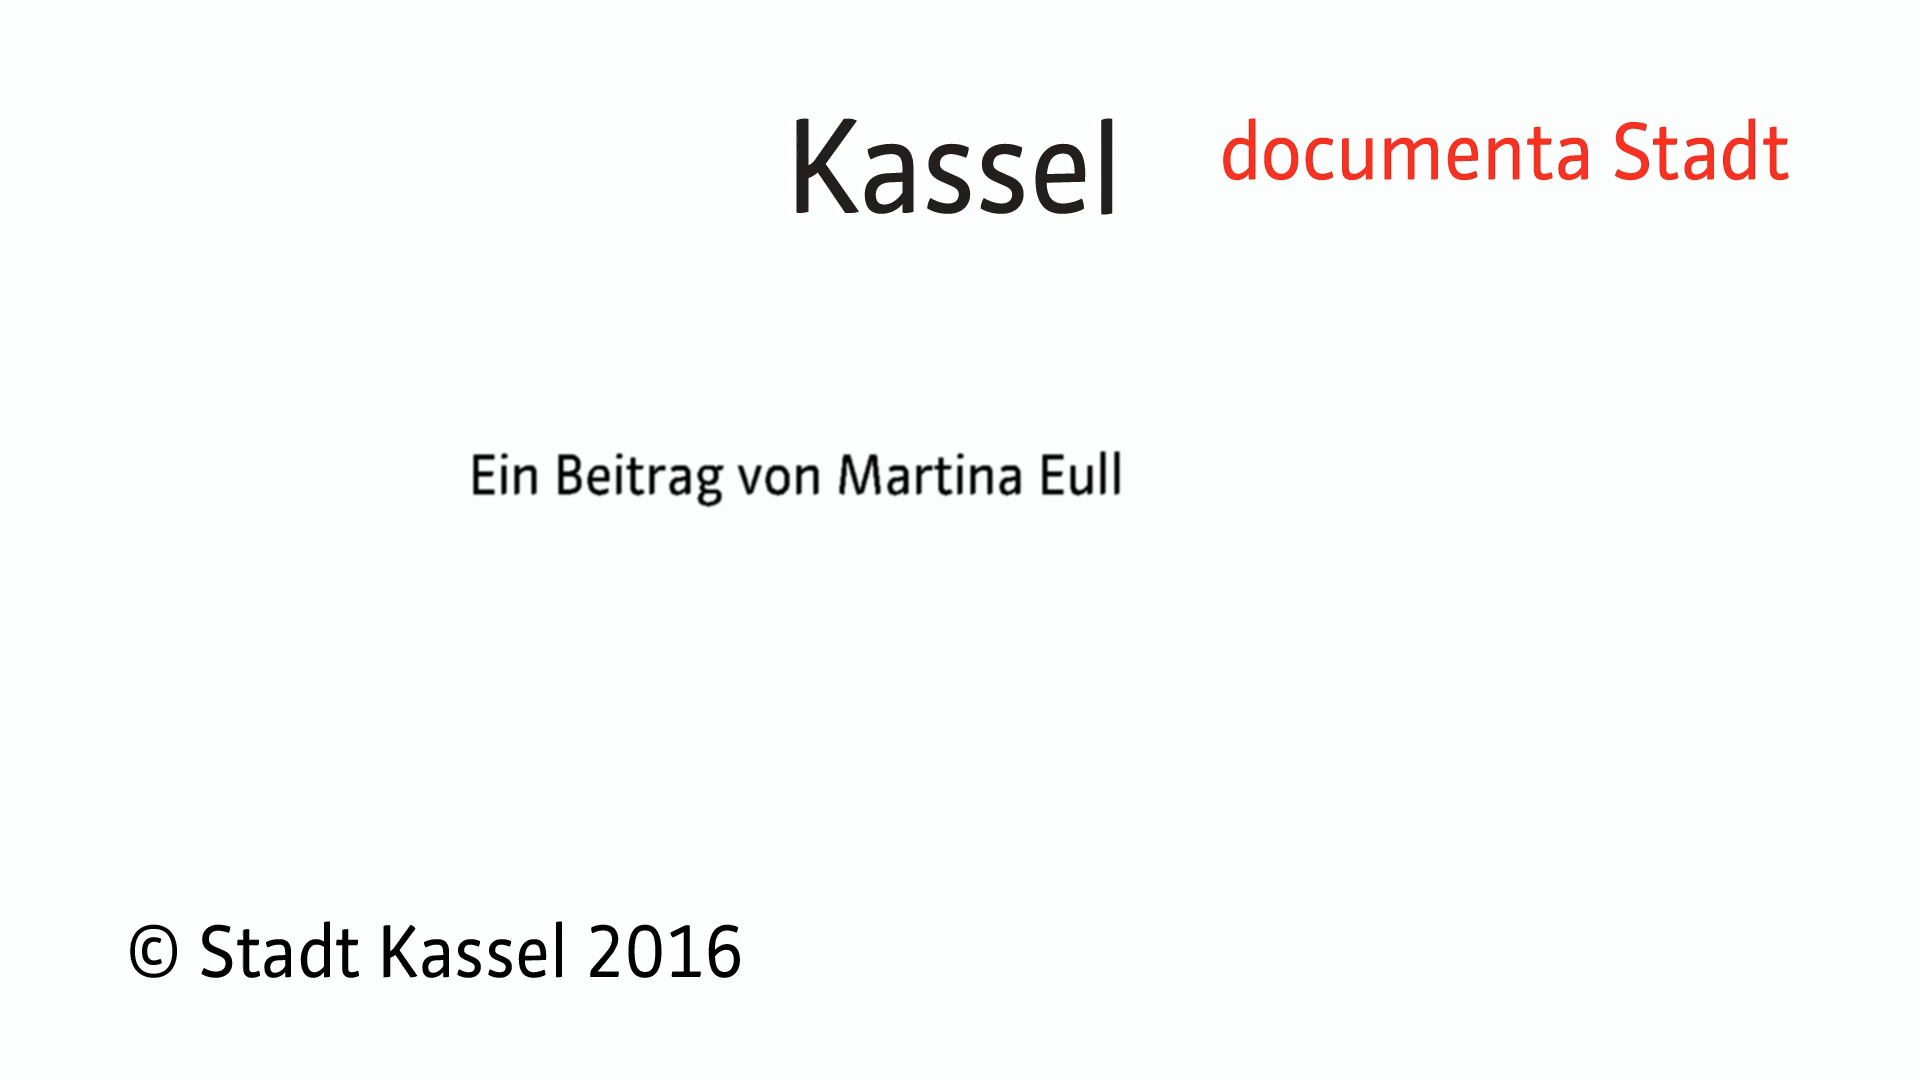 Kassel documenta Stadt
Ein Beitrag von Martina Eull
© Stadt Kassel 2016